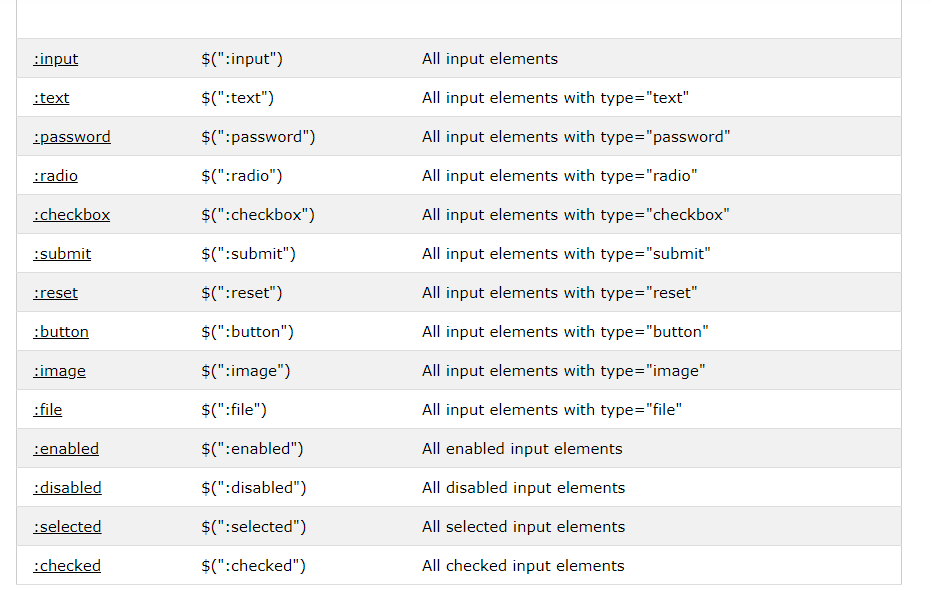 :input $(":input") All input elements
:text $(":text") All input elements with type="text"
:password $(":password") All input elements with type="password"
:radio $(":radio") All input elements with type="radio"
:checkbox $(":checkbox") All input elements with type="checkbox"
:submit $(":submit") All input elements with type="submit"
:reset $(":reset") All input elements with type="reset"
:button $(":button") All input elements with type="button"
:image $(":image") All input elements with type="image"
:file $(":file") All input elements with type="file"
:enabled $(":enabled") All enabled input elements
:disabled $(":disabled") All disabled input elements
:selected $(":selected") All selected input elements
:checked $(":checked") All checked input elements